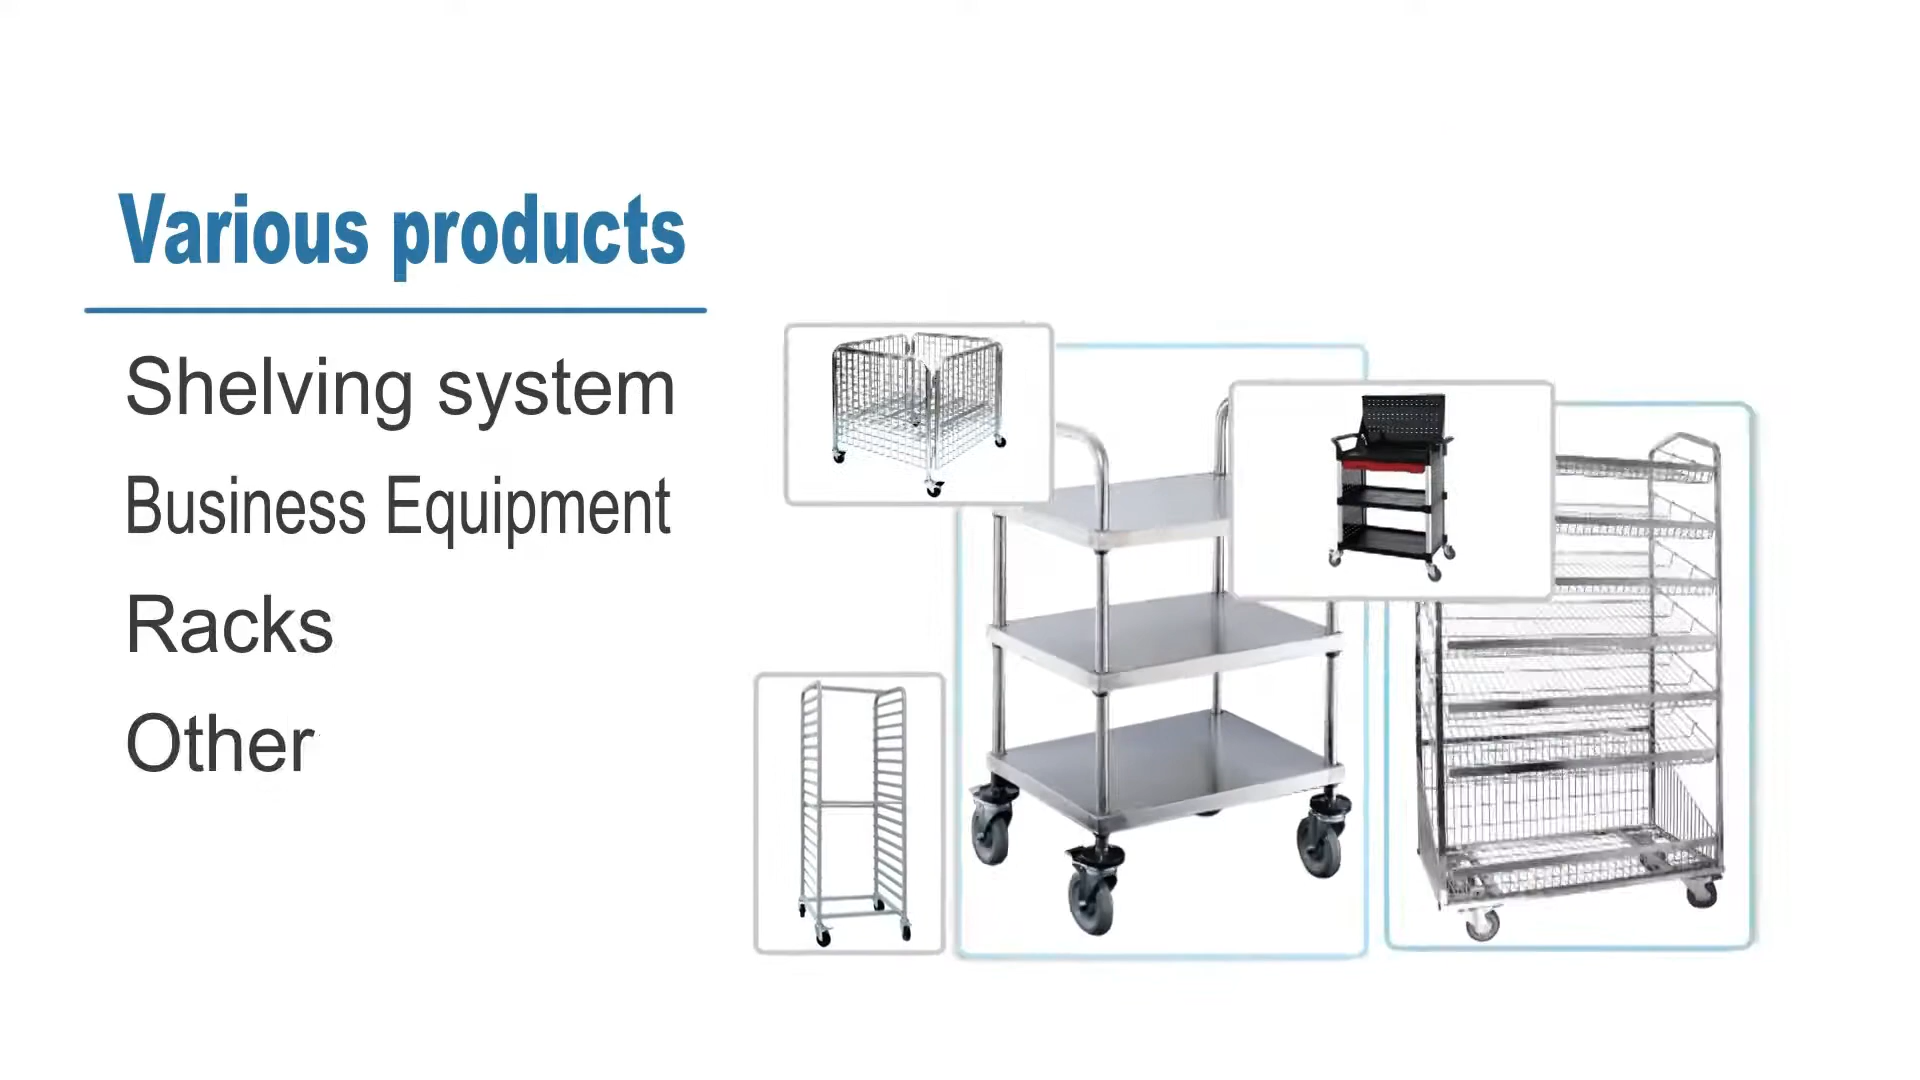 Various products
Shelving system
Business Equipment
Racks
Other